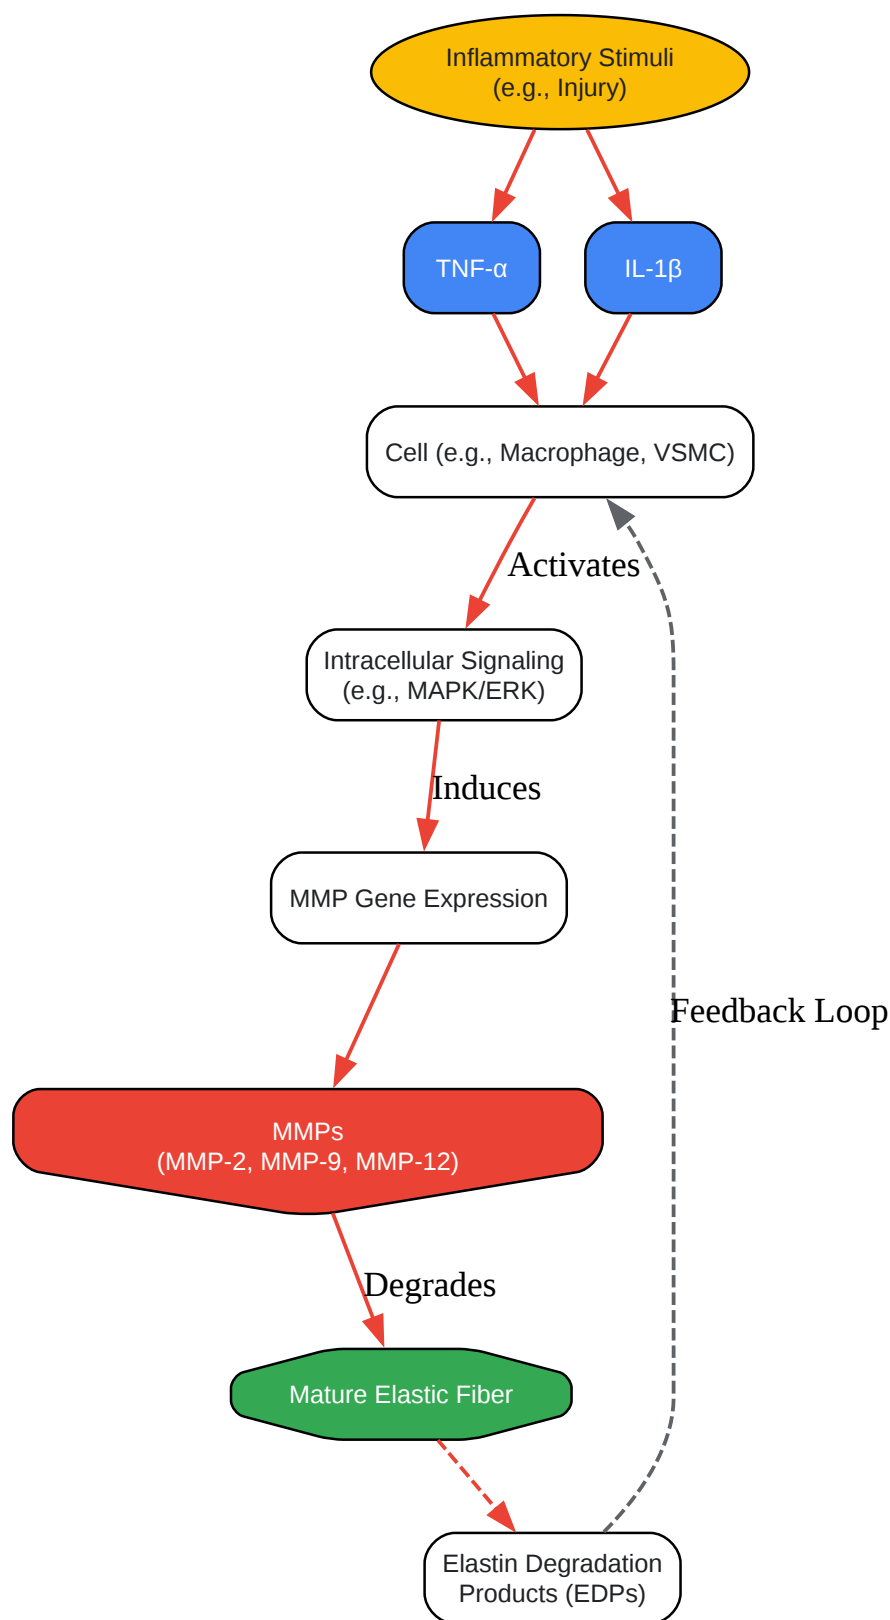 Inflammatory Stimuli
(e.g., Injury)
TNF-α
IL-1β
Cell (e.g., Macrophage, VSMC)
Activates
Intracellular Signaling
(e.g., MAPK/ERK)
Induces
MMP Gene Expression
Feedback Loop
MMPs
(MMP-2, MMP-9, MMP-12)
Degrades
Mature Elastic Fiber
Elastin Degradation
Products (EDPs)